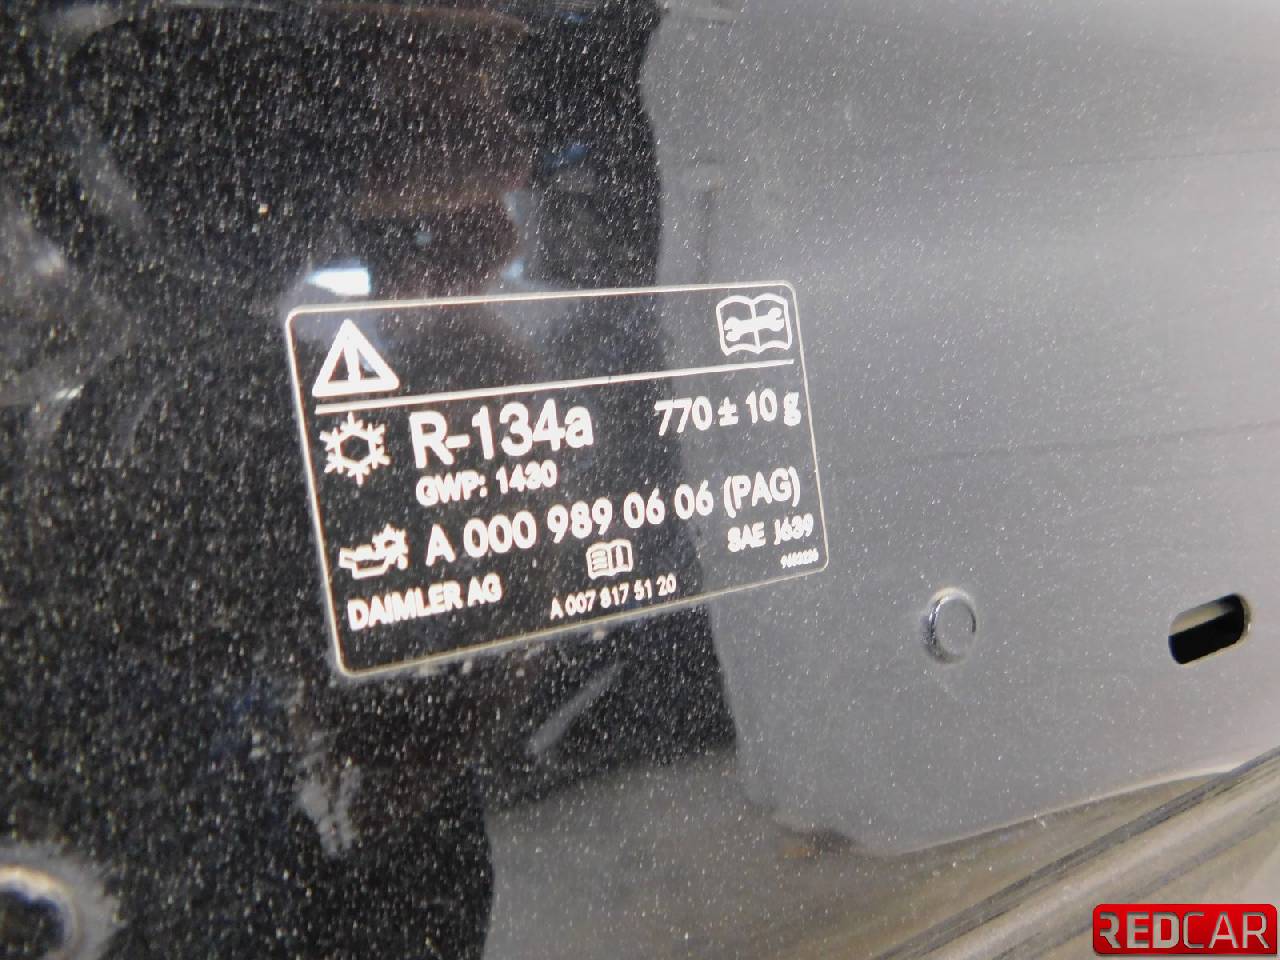 R-134a 770 ± 10 g
GWP: 1430
A 000 989 06 06 (PAG)
SAE J639
DAIMLER AG
A 007 817 51 20
REDCAR